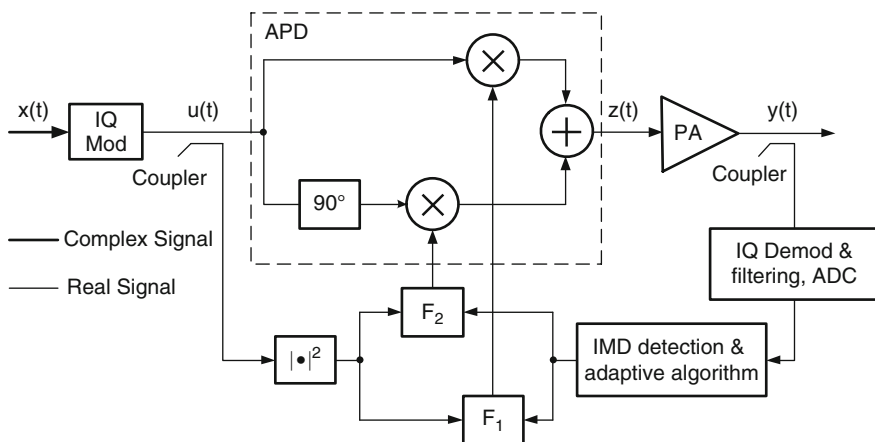 APD
x(t)
IQ
Mod
u(t)
×
z(t)
PA
y(t)
+
Coupler
Coupler
90°
×
Complex Signal
IQ Demod &
filtering, ADC
Real Signal
F₂
|•|²
IMD detection &
adaptive algorithm
F₁